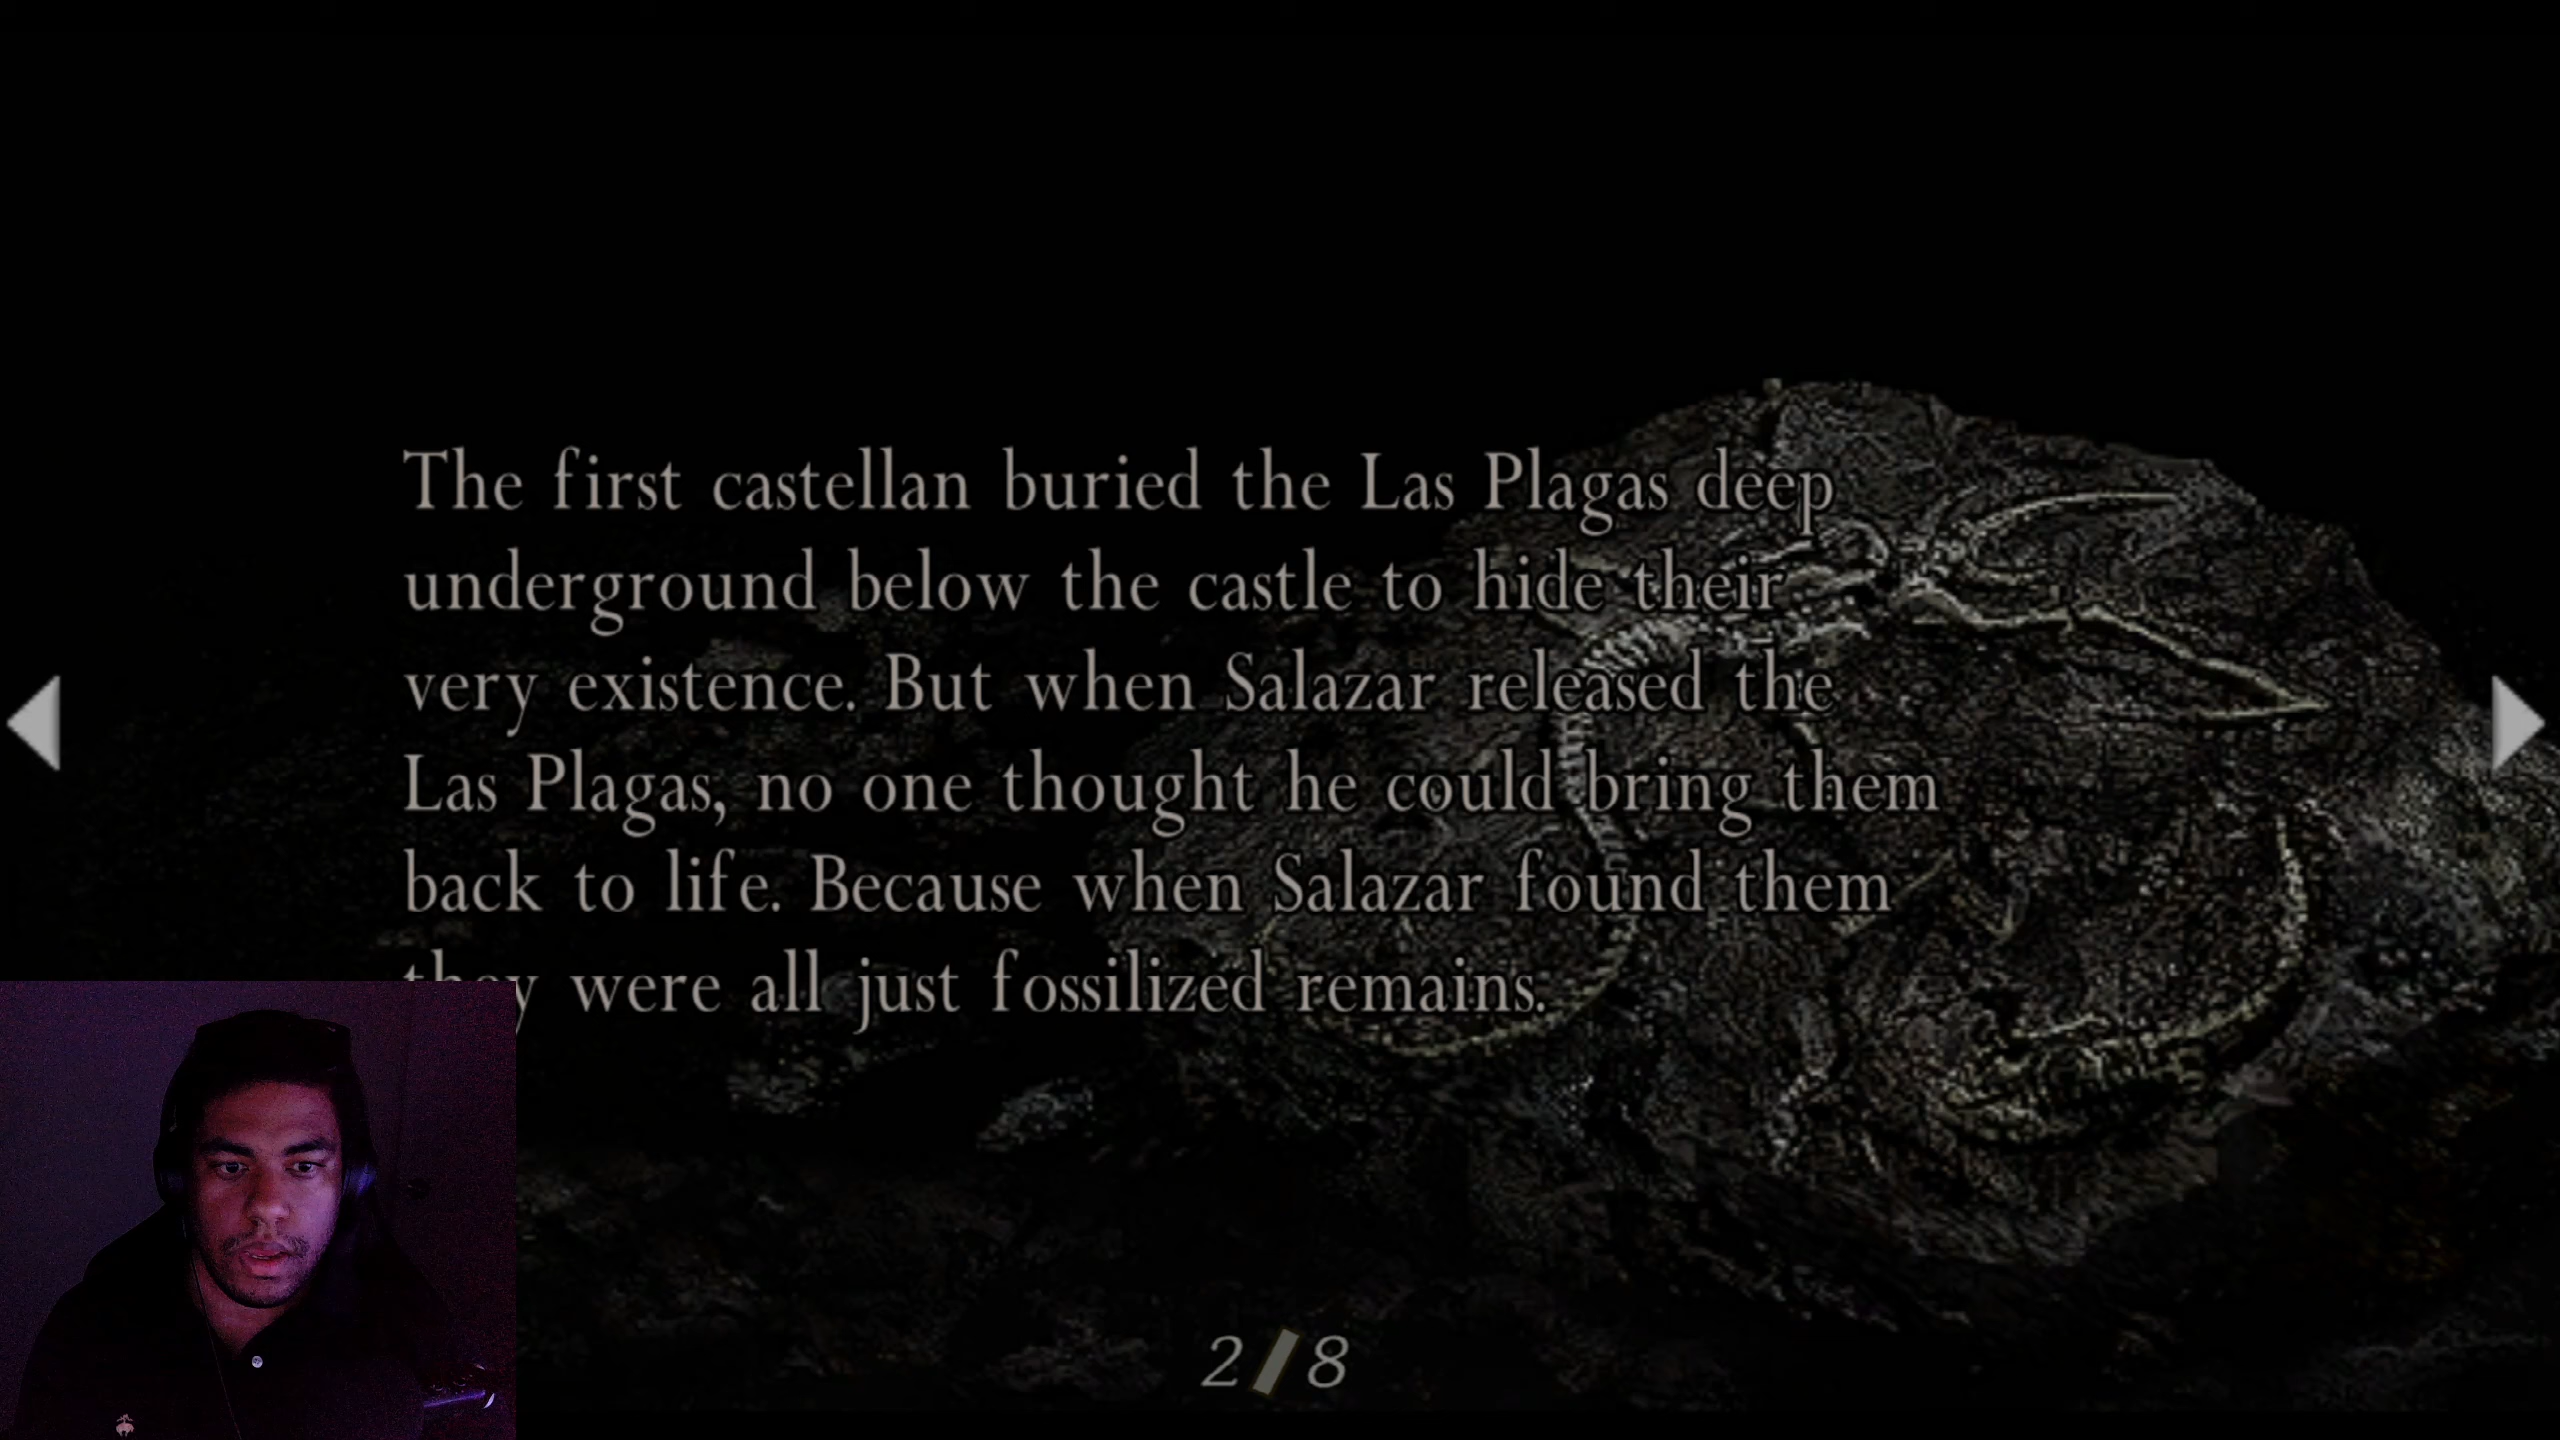 The first castellan buried the Las Plagas deep
underground below the castle to hide their
very existence. But when Salazar released the
Las Plagas, no one thought he could bring them
back to life. Because when Salazar found them
they were all just fossilized remains.
2/8